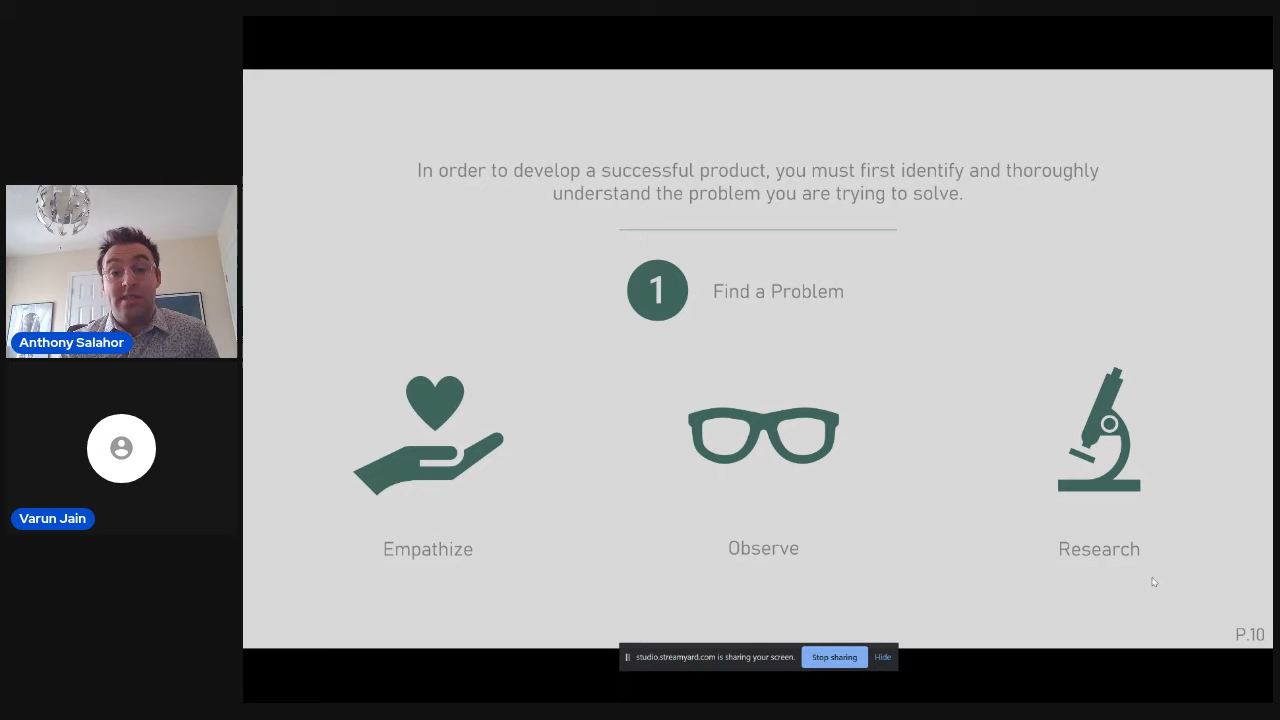 In order to develop a successful product, you must first identify and thoroughly
understand the problem you are trying to solve.
1 Find a Problem
Anthony Salahor
Varun Jain
Empathize
Observe
Research
P.10
studio.streamyard.com is sharing your screen. Stop sharing Hide